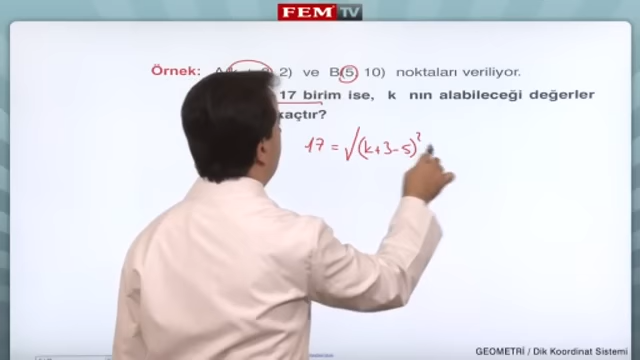 FEM TV
Örnek: 2) ve B(5, 10) noktaları veriliyor.
17 birim ise, k nın alabileceği değerler
kaçtır?
17 = √(k+3-5)²
GEOMETRİ / Dik Koordinat Sistemi